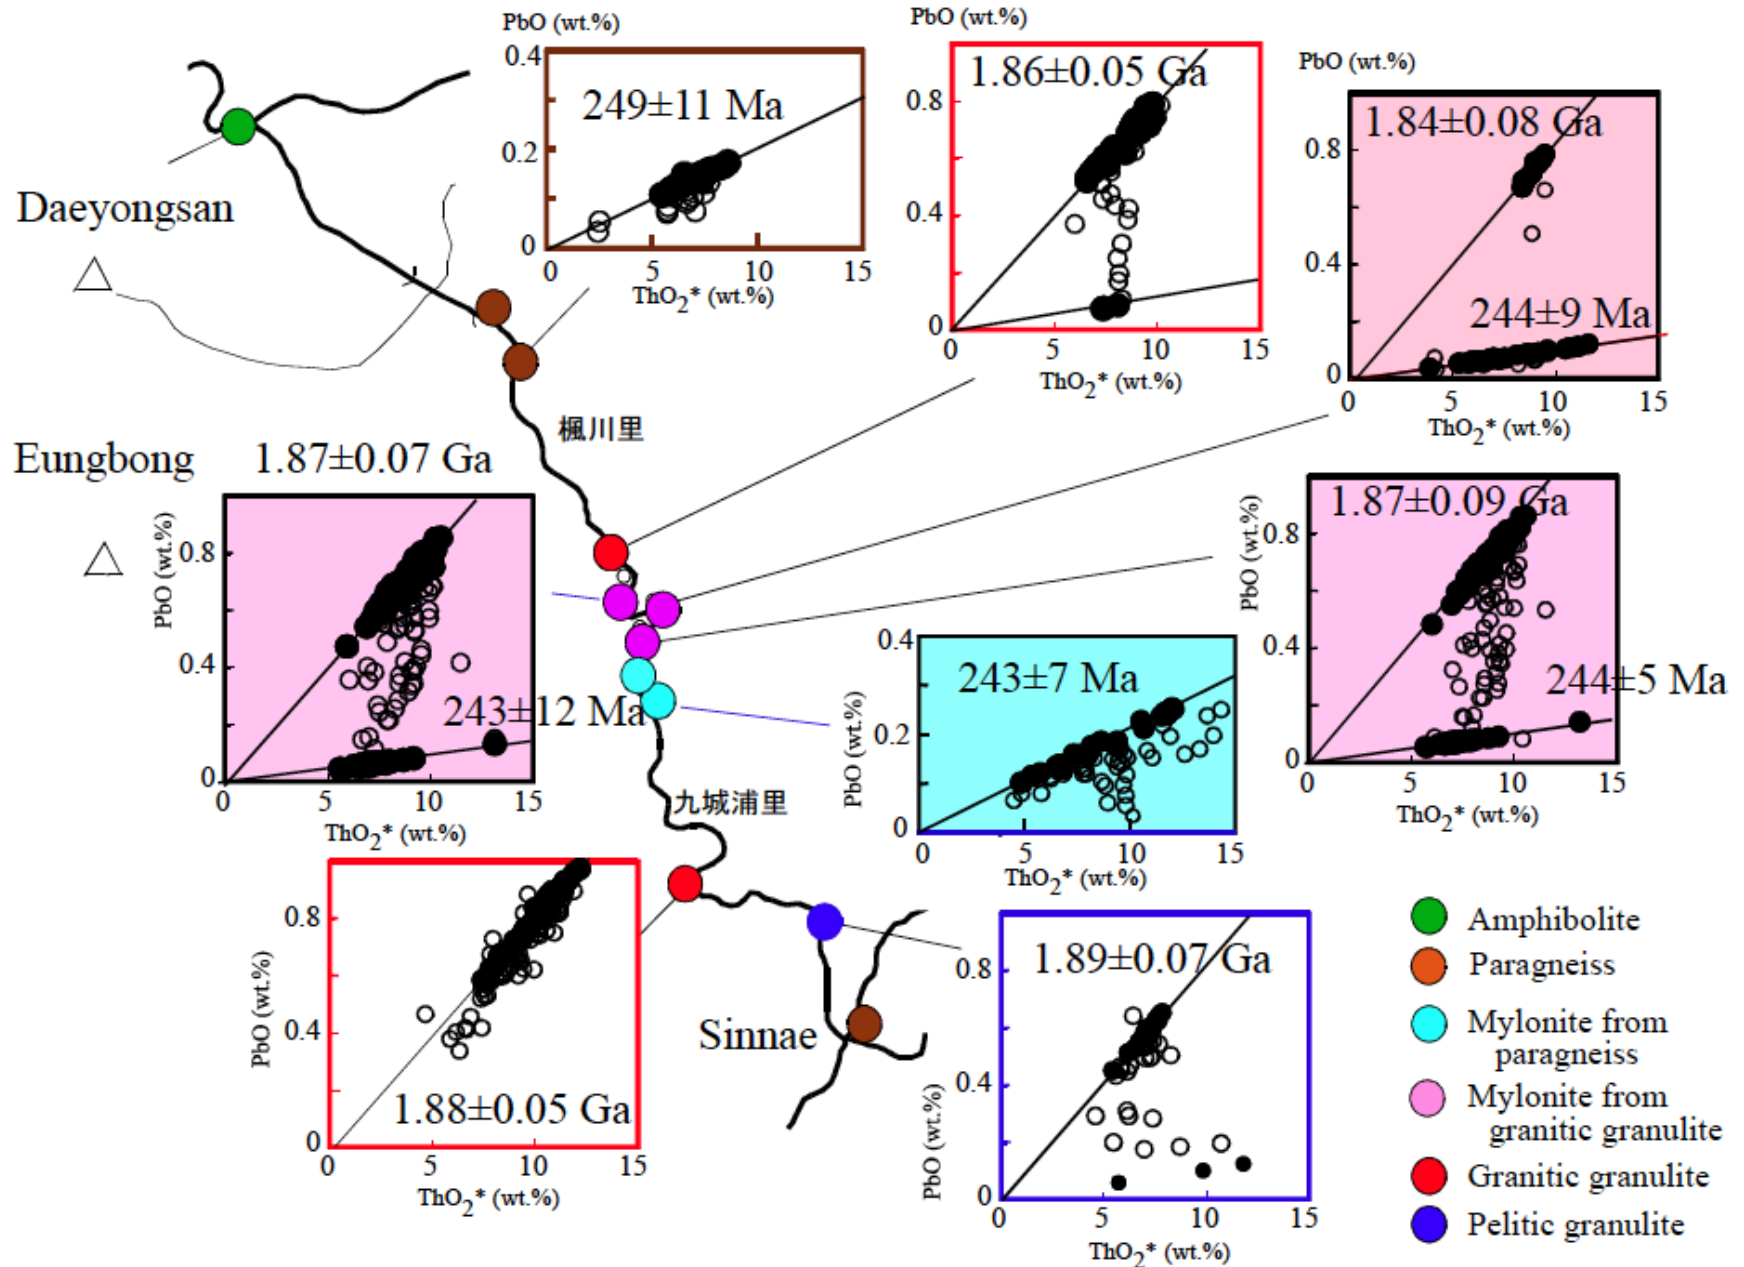 PbO (wt.%)
0.4
0.2
0
249±11 Ma
0
5
10
15
ThO2* (wt.%)
PbO (wt.%)
0.8
0.4
0
1.86±0.05 Ga
0
5
10
15
ThO2* (wt.%)
PbO (wt.%)
0.8
0.4
0
1.84±0.08 Ga
244±9 Ma
0
5
10
15
ThO2* (wt.%)
Daeyongsan
楓川里
Eungbong
1.87±0.07 Ga
PbO (wt.%)
0.8
0.4
0
243±12 Ma
0
5
10
15
ThO2* (wt.%)
PbO (wt.%)
0.8
0.4
0
1.87±0.09 Ga
244±5 Ma
0
5
10
15
ThO2* (wt.%)
PbO (wt.%)
0.4
0.2
0
243±7 Ma
0
5
10
15
ThO2* (wt.%)
九城浦里
PbO (wt.%)
0.8
0.4
0
1.88±0.05 Ga
0
5
10
15
ThO2* (wt.%)
Sinnae
PbO (wt.%)
0.8
0.4
0
1.89±0.07 Ga
0
5
10
15
ThO2* (wt.%)
Amphibolite
Paragneiss
Mylonite from
paragneiss
Mylonite from
granitic granulite
Granitic granulite
Pelitic granulite